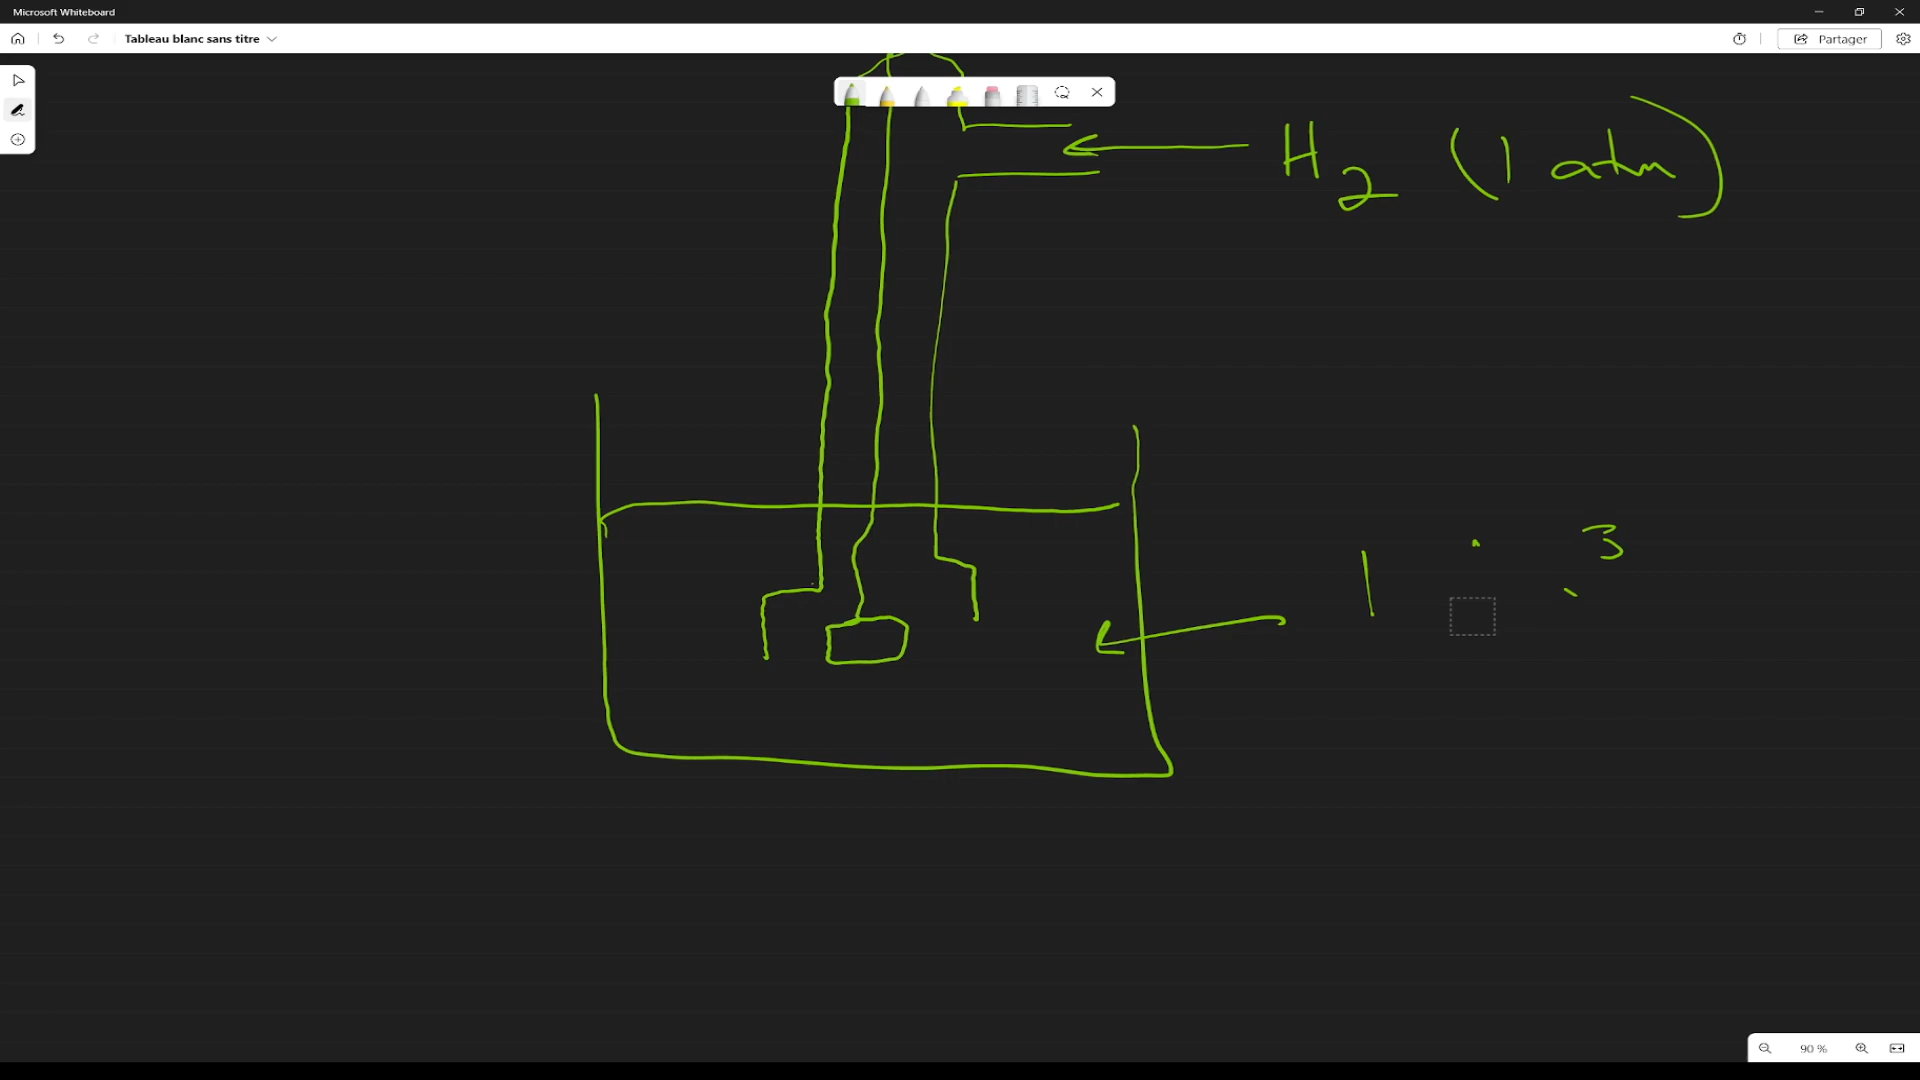 Microsoft Whiteboard
Tableau blanc sans titre
Partager
H2 (1 atm)
1 3
90 %